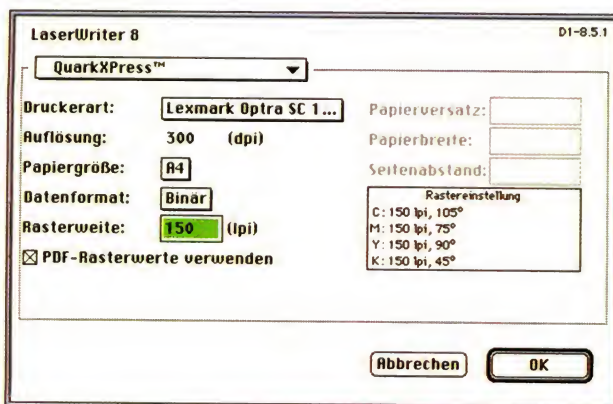 LaserWriter 8
D1-8.5.1
QuarkXPress™
Druckerart: Lexmark Optra SC 1...
Auflösung: 300 (dpi)
Papiergröße: A4
Datenformat: Binär
Rasterweite: 150 (lpi)
PDF-Rasterwerte verwenden
Papierversatz:
Papierbreite:
Seitenabstand:
Rastereinstellung
C: 150 lpi, 105°
M: 150 lpi, 75°
Y: 150 lpi, 90°
K: 150 lpi, 45°
Abbrechen
OK